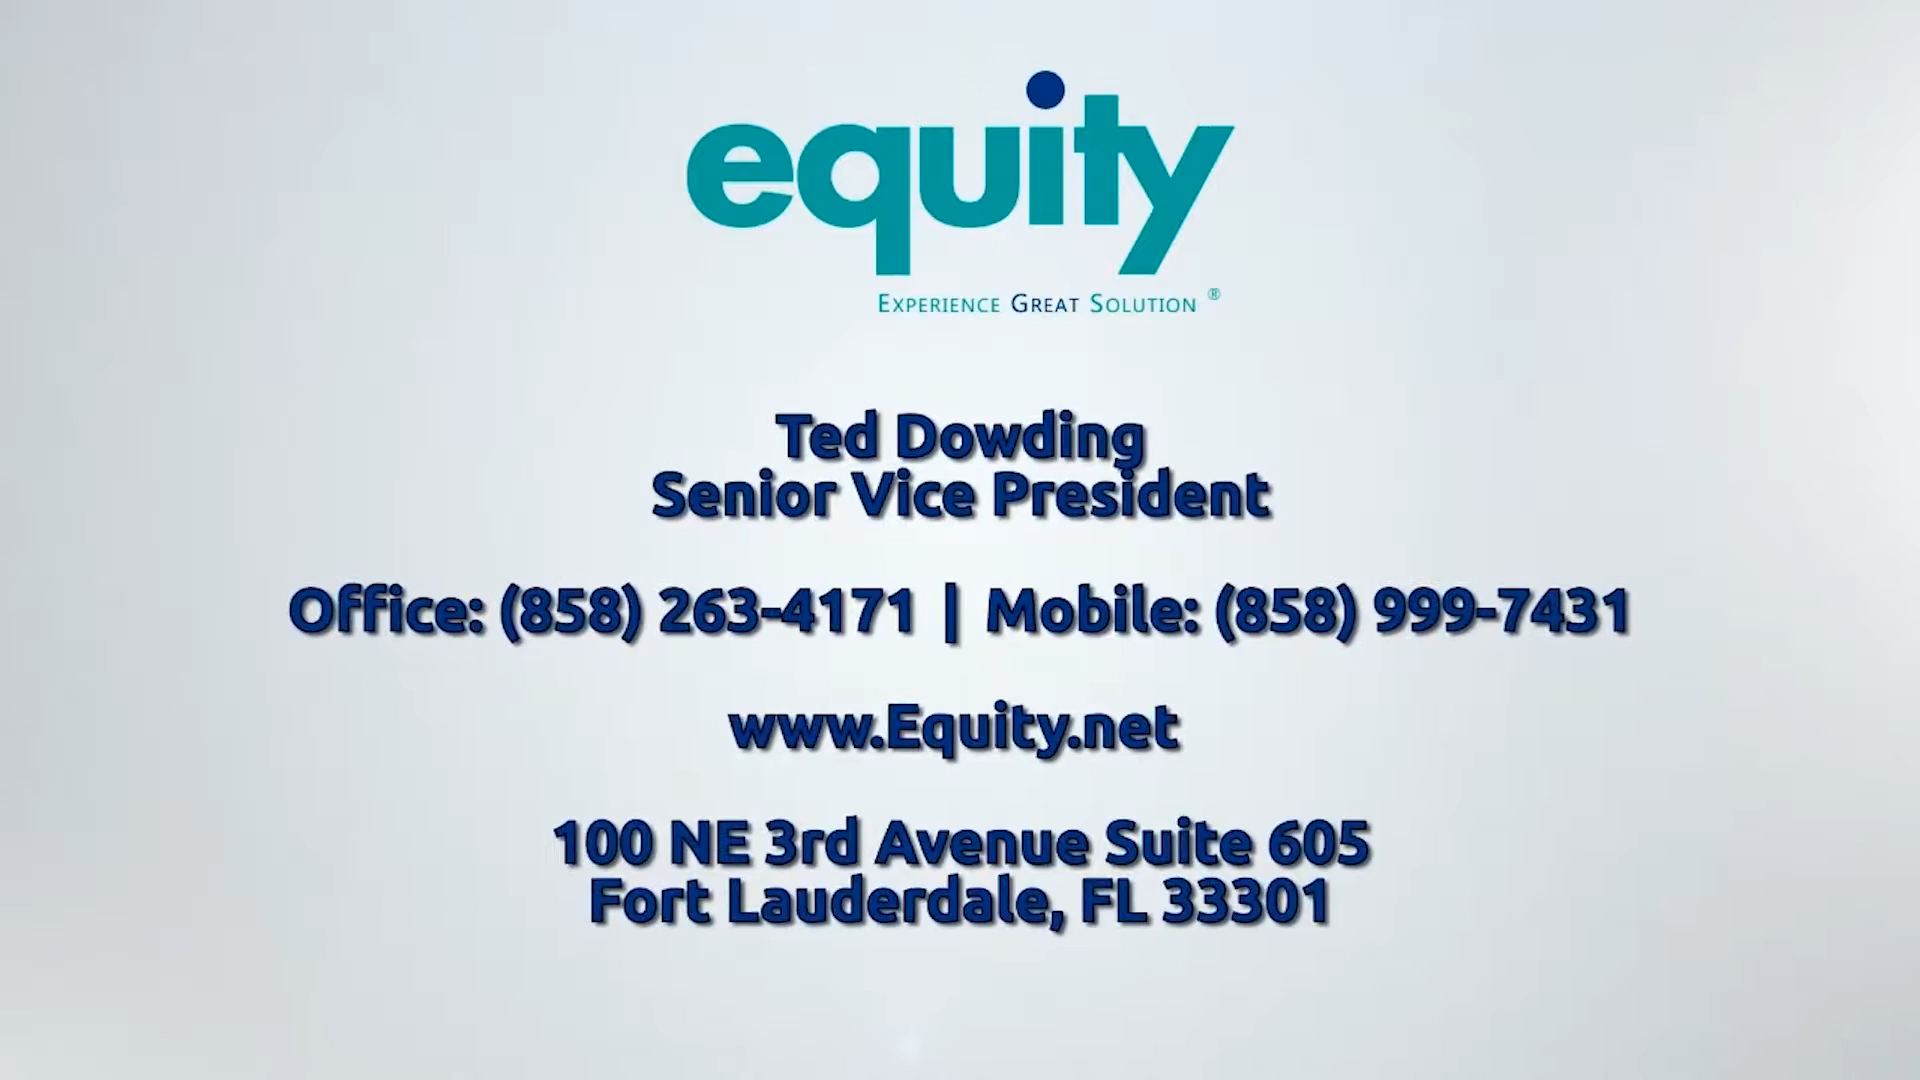 equity
Experience Great Solution ®
Ted Dowding
Senior Vice President
Office: (858) 263-4171 | Mobile: (858) 999-7431
www.Equity.net
100 NE 3rd Avenue Suite 605
Fort Lauderdale, FL 33301